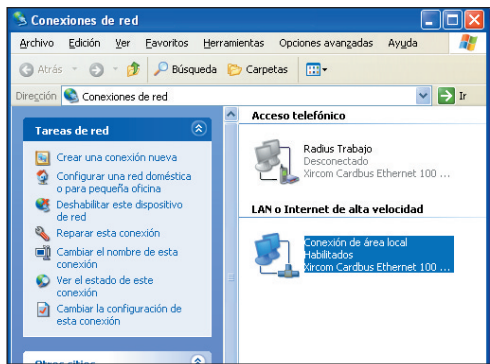 Conexiones de red
Archivo Edición Ver Favoritos Herramientas Opciones avanzadas Ayuda
Atrás Búsqueda Carpetas
Dirección Conexiones de red Ir
Tareas de red
Crear una conexión nueva
Configurar una red doméstica
o para pequeña oficina
Deshabilitar este dispositivo
de red
Reparar esta conexión
Cambiar el nombre de esta
conexión
Ver el estado de este
conexión
Cambiar la configuración de
esta conexión
Otros sitios
Acceso telefónico
Radius Trabajo
Desconectado
Xircom Cardbus Ethernet 100 ...
LAN o Internet de alta velocidad
Conexión de área local
Habilitados
Xircom Cardbus Ethernet 100 ...